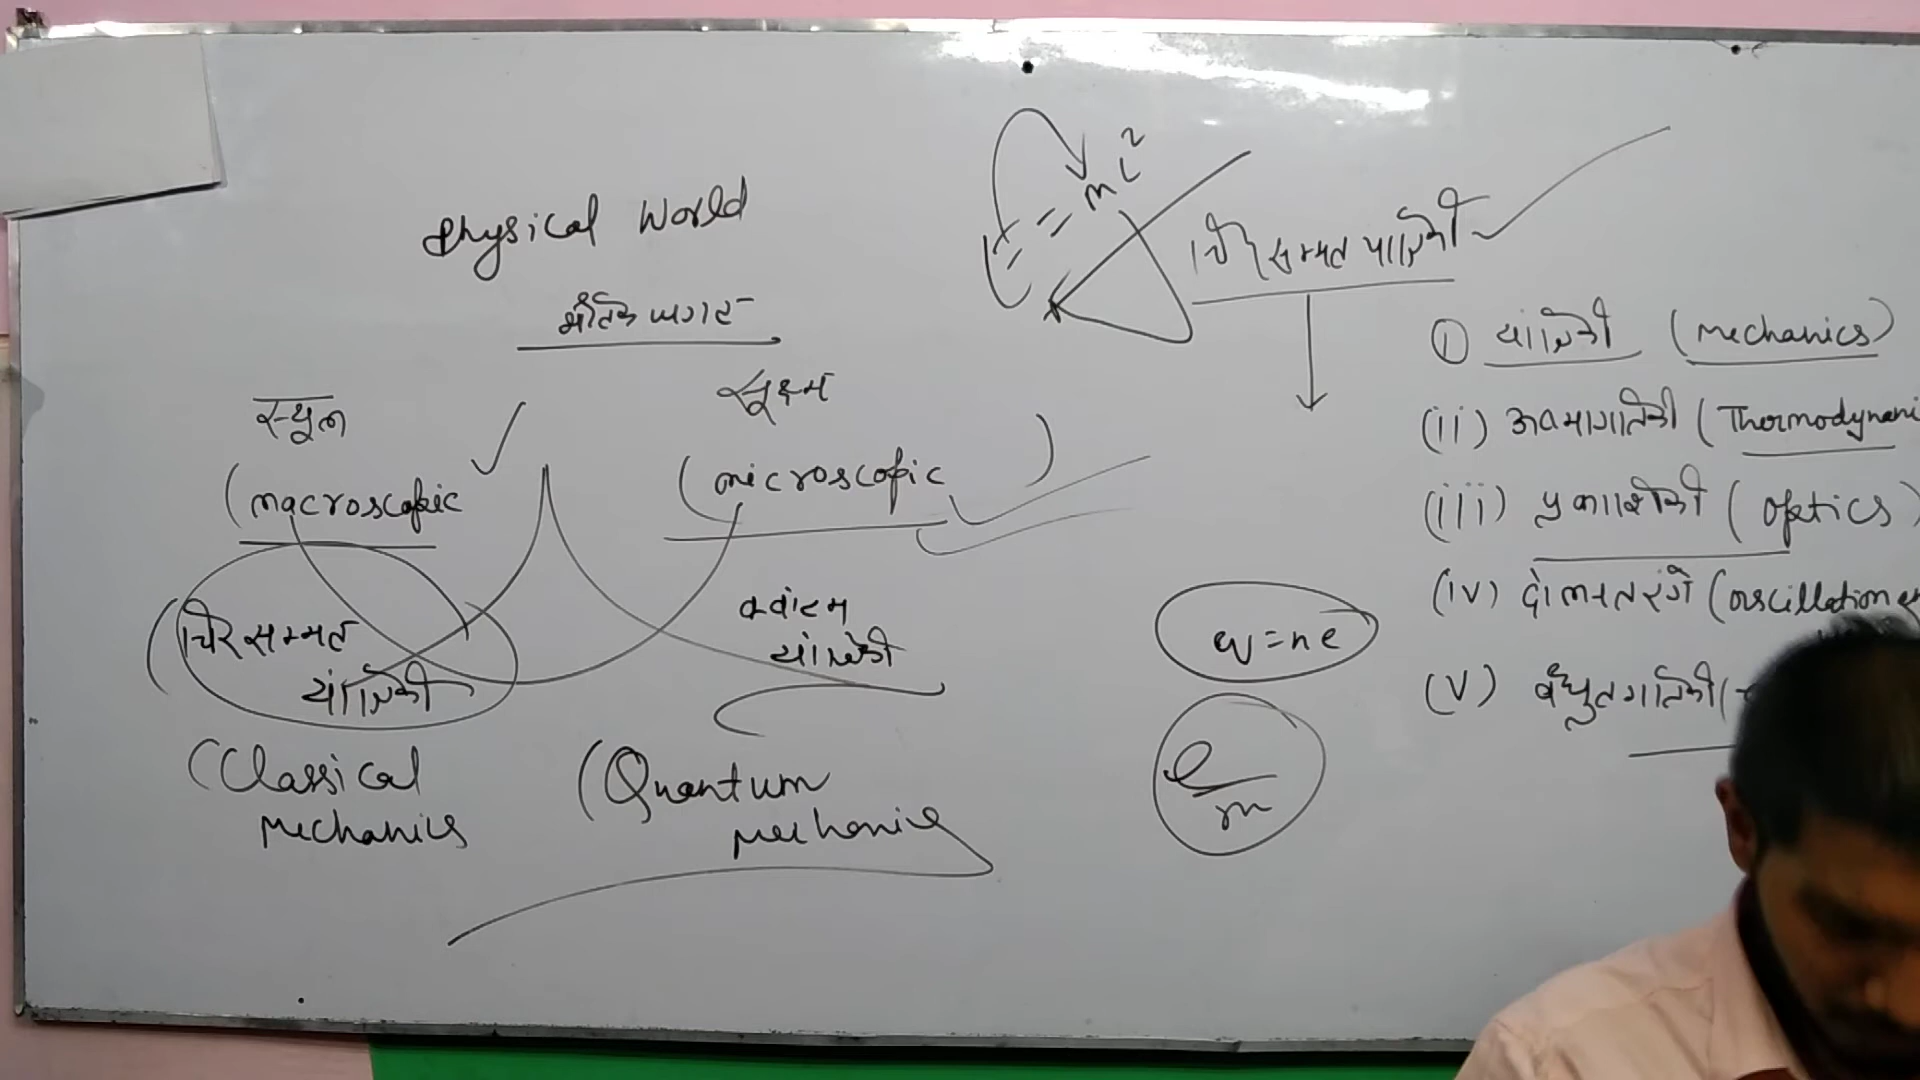 Physical World
भौतिक जगत
स्थूल
(macroscopic
सूक्ष्म
(microscopic)
(चिरसम्मत
यांत्रिकी
(Classical
Mechanics
क्वांटम
यांत्रिकी
(Quantum
Mechanics
= mc²
चिरसम्मत यांत्रिकी
① यांत्रिकी (Mechanics)
(ii) ऊष्मागतिकी (Thermodynami
(iii) प्रकाशिकी (Optics)
(iv) दोलन तरंगे (Oscillation
(v) वैद्युतगतिकी (
q = ne
e/m